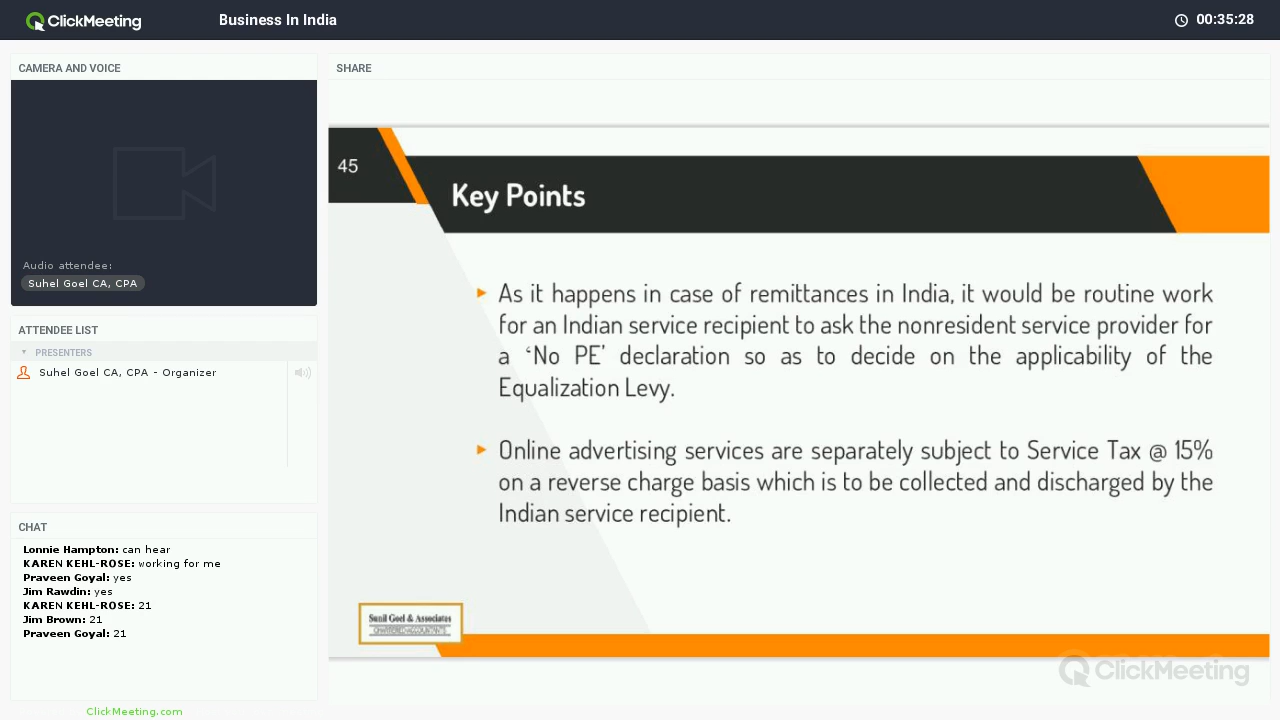 ClickMeeting
Business In India
00:35:28
CAMERA AND VOICE
Audio attendee:
Suhel Goel CA, CPA
ATTENDEE LIST
PRESENTERS
Suhel Goel CA, CPA - Organizer
CHAT
Lonnie Hampton: can hear
KAREN KEHL-ROSE: working for me
Praveen Goyal: yes
Jim Rawdin: yes
KAREN KEHL-ROSE: 21
Jim Brown: 21
Praveen Goyal: 21
ClickMeeting.com
SHARE
45
Key Points
As it happens in case of remittances in India, it would be routine work
for an Indian service recipient to ask the nonresident service provider for
a ‘No PE’ declaration so as to decide on the applicability of the
Equalization Levy.
Online advertising services are separately subject to Service Tax @ 15%
on a reverse charge basis which is to be collected and discharged by the
Indian service recipient.
Sunil Goel & Associates
CHARTERED ACCOUNTANTS
ClickMeeting